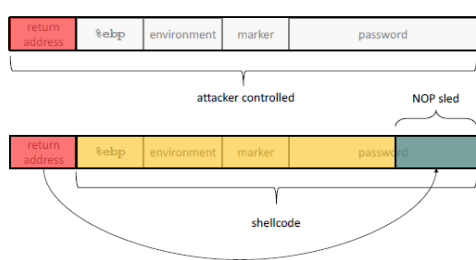 return
address
%ebp
environment
marker
password
attacker controlled
NOP sled
return
address
%ebp
environment
marker
password
shellcode